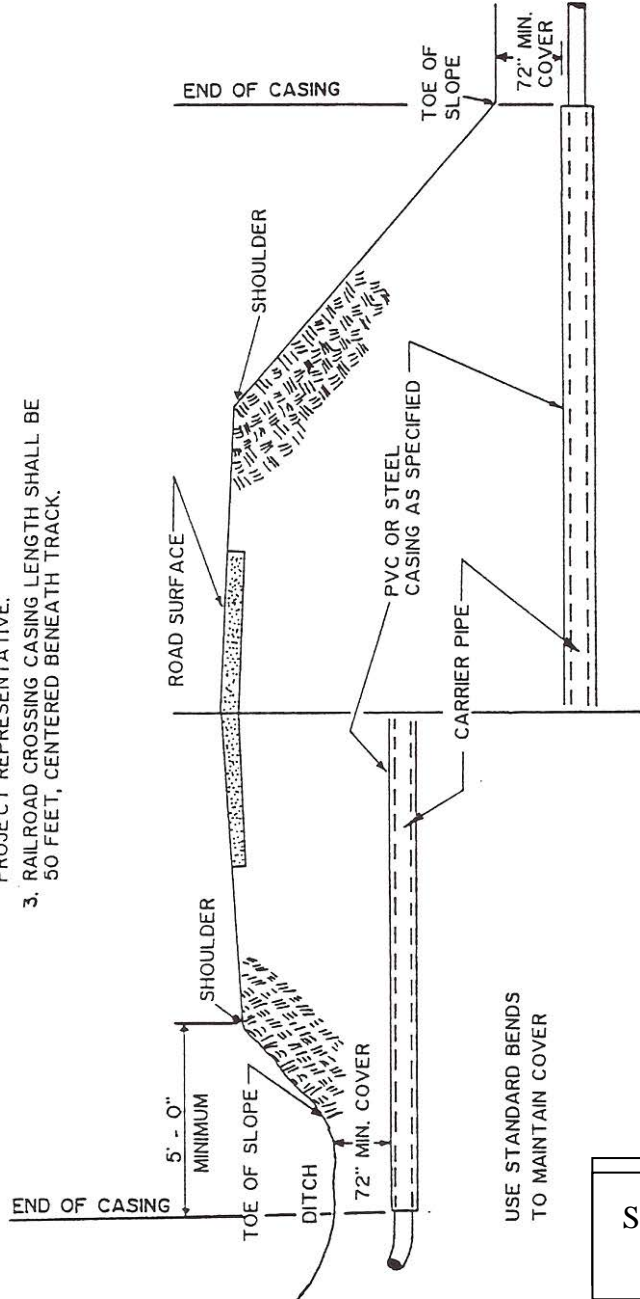 PROJECT REPRESENTATIVE.
3. RAILROAD CROSSING CASING LENGTH SHALL BE
50 FEET, CENTERED BENEATH TRACK.
END OF CASING
5' - 0"
MINIMUM
SHOULDER
ROAD SURFACE
SHOULDER
END OF CASING
TOE OF SLOPE
DITCH
72" MIN. COVER
TOE OF
SLOPE
72" MIN.
COVER
PVC OR STEEL
CASING AS SPECIFIED
CARRIER PIPE
USE STANDARD BENDS
TO MAINTAIN COVER
S